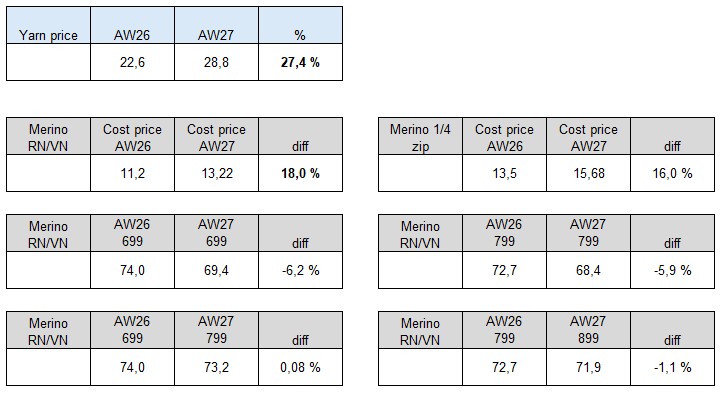 Yarn price AW26 AW27 %
22,6 28,8 27,4 %
Merino RN/VN Cost price AW26 Cost price AW27 diff
11,2 13,22 18,0 %
Merino 1/4 zip Cost price AW26 Cost price AW27 diff
13,5 15,68 16,0 %
Merino RN/VN AW26 699 AW27 699 diff
74,0 69,4 -6,2 %
Merino RN/VN AW26 799 AW27 799 diff
72,7 68,4 -5,9 %
Merino RN/VN AW26 699 AW27 799 diff
74,0 73,2 0,08 %
Merino RN/VN AW26 799 AW27 899 diff
72,7 71,9 -1,1 %